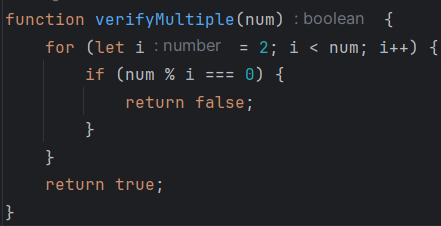 function verifyMultiple(num) : boolean {
    for (let i : number = 2; i < num; i++) {
        if (num % i === 0) {
            return false;
        }
    }
    return true;
}